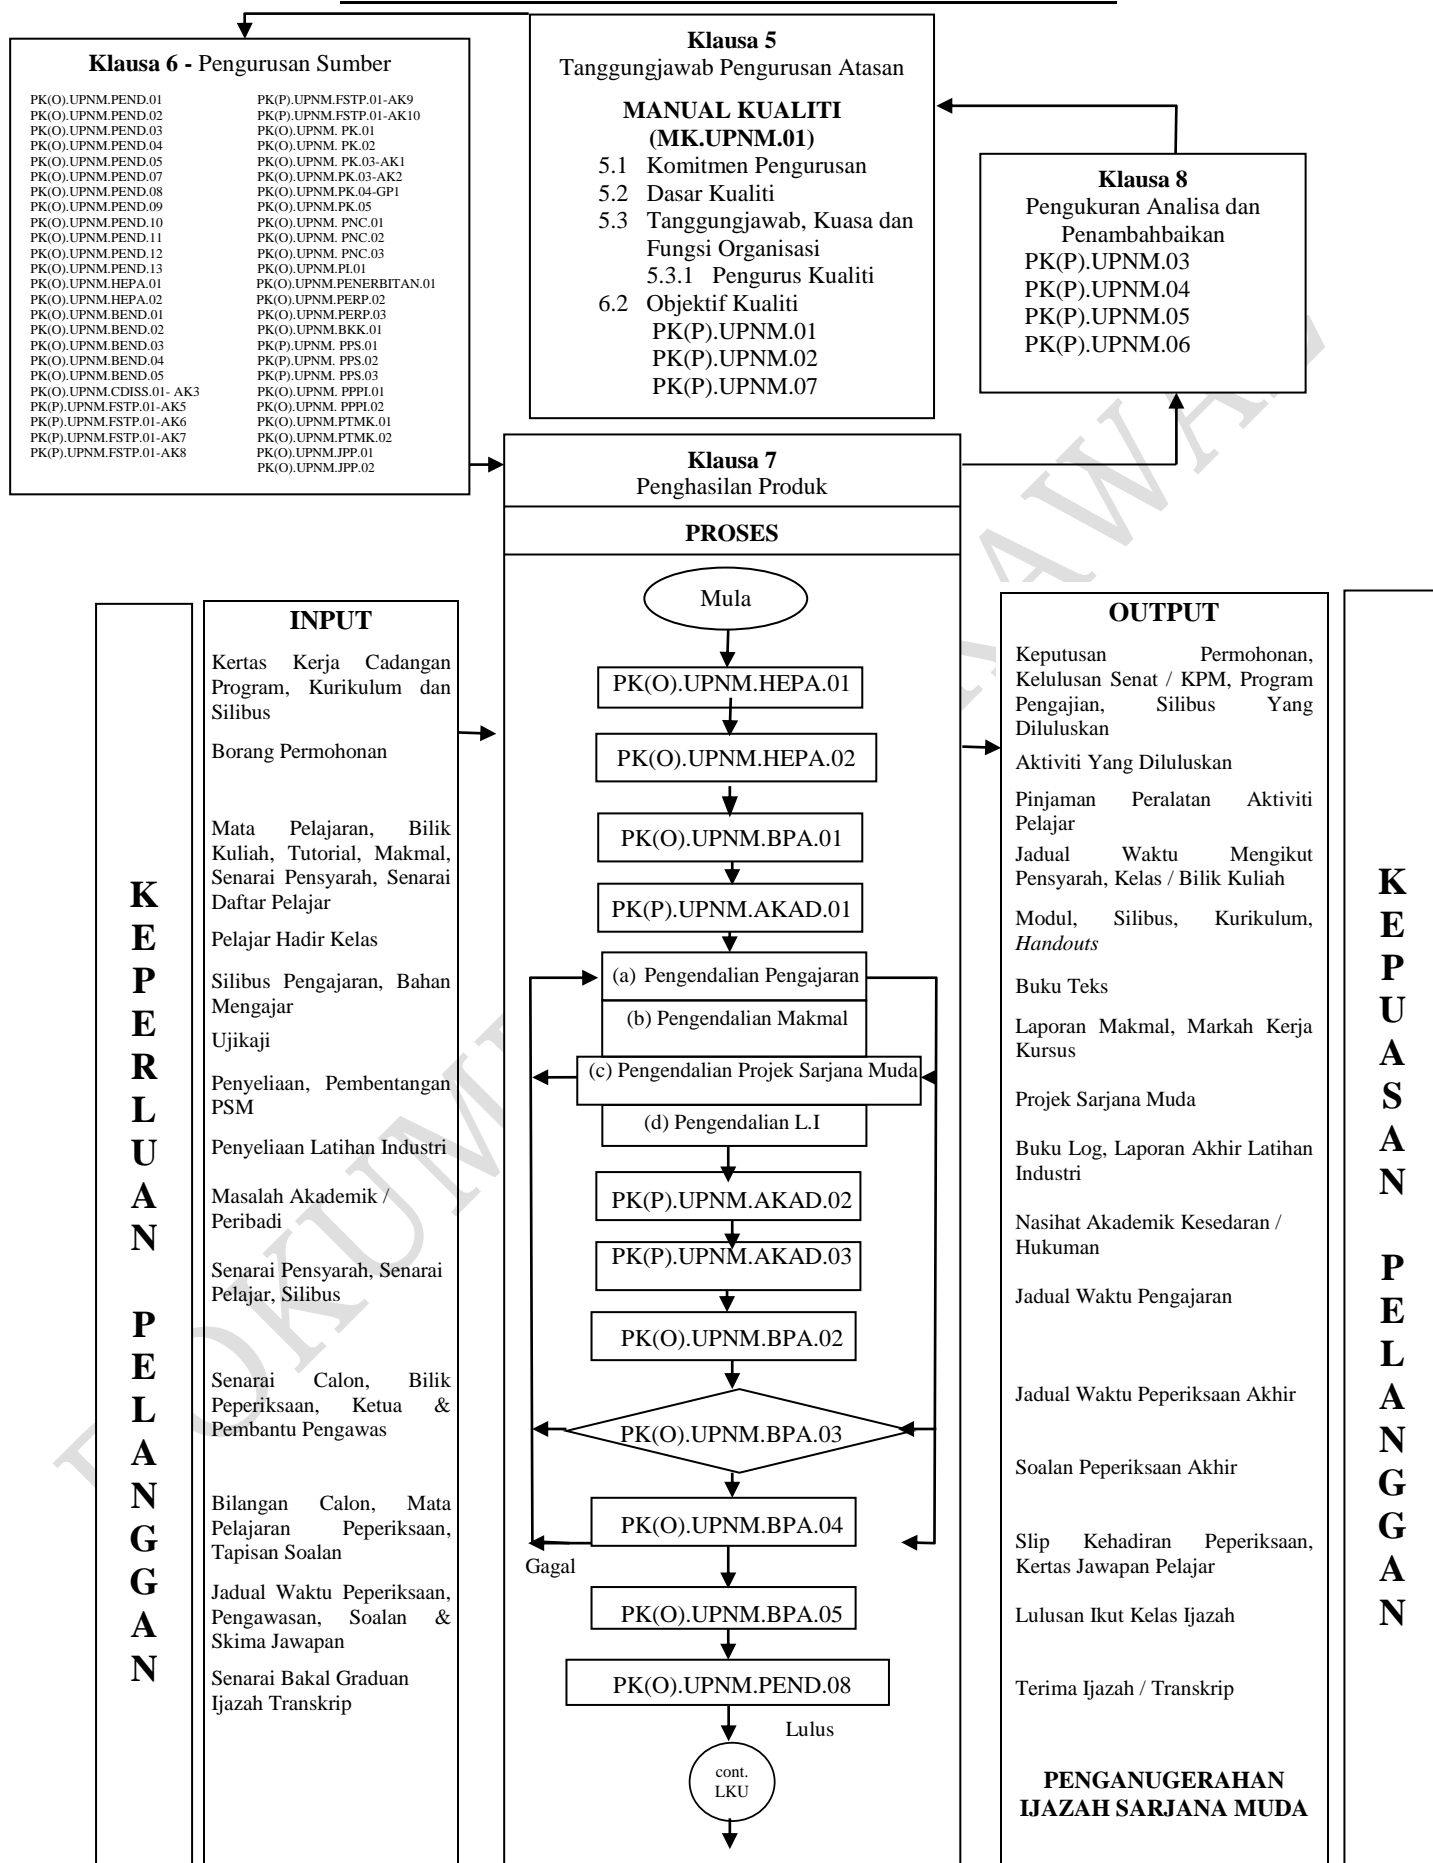 Klausa 6 - Pengurusan Sumber
PK(O).UPNM.PEND.01
PK(O).UPNM.PEND.02
PK(O).UPNM.PEND.03
PK(O).UPNM.PEND.04
PK(O).UPNM.PEND.05
PK(O).UPNM.PEND.07
PK(O).UPNM.PEND.08
PK(O).UPNM.PEND.09
PK(O).UPNM.PEND.10
PK(O).UPNM.PEND.11
PK(O).UPNM.PEND.12
PK(O).UPNM.PEND.13
PK(O).UPNM.HEPA.01
PK(O).UPNM.HEPA.02
PK(O).UPNM.BEND.01
PK(O).UPNM.BEND.02
PK(O).UPNM.BEND.03
PK(O).UPNM.BEND.04
PK(O).UPNM.BEND.05
PK(O).UPNM.CDISS.01- AK3
PK(P).UPNM.FSTP.01-AK5
PK(P).UPNM.FSTP.01-AK6
PK(P).UPNM.FSTP.01-AK7
PK(P).UPNM.FSTP.01-AK8
PK(P).UPNM.FSTP.01-AK9
PK(P).UPNM.FSTP.01-AK10
PK(O).UPNM. PK.01
PK(O).UPNM. PK.02
PK(O).UPNM. PK.03-AK1
PK(O).UPNM.PK.03-AK2
PK(O).UPNM.PK.04-GP1
PK(O).UPNM.PK.05
PK(O).UPNM. PNC.01
PK(O).UPNM. PNC.02
PK(O).UPNM. PNC.03
PK(O).UPNM.PI.01
PK(O).UPNM.PENERBITAN.01
PK(O).UPNM.PERP.02
PK(O).UPNM.PERP.03
PK(O).UPNM.BKK.01
PK(P).UPNM. PPS.01
PK(P).UPNM. PPS.02
PK(P).UPNM. PPS.03
PK(O).UPNM. PPPI.01
PK(O).UPNM. PPPI.02
PK(O).UPNM.PTMK.01
PK(O).UPNM.PTMK.02
PK(O).UPNM.JPP.01
PK(O).UPNM.JPP.02
Klausa 5
Tanggungjawab Pengurusan Atasan
MANUAL KUALITI
(MK.UPNM.01)
5.1 Komitmen Pengurusan
5.2 Dasar Kualiti
5.3 Tanggungjawab, Kuasa dan
Fungsi Organisasi
5.3.1 Pengurus Kualiti
6.2 Objektif Kualiti
PK(P).UPNM.01
PK(P).UPNM.02
PK(P).UPNM.07
Klausa 8
Pengukuran Analisa dan
Penambahbaikan
PK(P).UPNM.03
PK(P).UPNM.04
PK(P).UPNM.05
PK(P).UPNM.06
Klausa 7
Penghasilan Produk
PROSES
KEPERLUAN PELANGGAN
INPUT
Kertas Kerja Cadangan
Program, Kurikulum dan
Silibus
Borang Permohonan
Mata Pelajaran, Bilik
Kuliah, Tutorial, Makmal,
Senarai Pensyarah, Senarai
Daftar Pelajar
Pelajar Hadir Kelas
Silibus Pengajaran, Bahan
Mengajar
Ujikaji
Penyeliaan, Pembentangan
PSM
Penyeliaan Latihan Industri
Masalah Akademik /
Peribadi
Senarai Pensyarah, Senarai
Pelajar, Silibus
Senarai Calon, Bilik
Peperiksaan, Ketua &
Pembantu Pengawas
Bilangan Calon, Mata
Pelajaran Peperiksaan,
Tapisan Soalan
Jadual Waktu Peperiksaan,
Pengawasan, Soalan &
Skima Jawapan
Senarai Bakal Graduan
Ijazah Transkrip
Mula
PK(O).UPNM.HEPA.01
PK(O).UPNM.HEPA.02
PK(O).UPNM.BPA.01
PK(P).UPNM.AKAD.01
(a) Pengendalian Pengajaran
(b) Pengendalian Makmal
(c) Pengendalian Projek Sarjana Muda
(d) Pengendalian L.I
PK(P).UPNM.AKAD.02
PK(P).UPNM.AKAD.03
PK(O).UPNM.BPA.02
PK(O).UPNM.BPA.03
PK(O).UPNM.BPA.04
Gagal
PK(O).UPNM.BPA.05
PK(O).UPNM.PEND.08
Lulus
cont.
LKU
OUTPUT
Keputusan Permohonan,
Kelulusan Senat / KPM, Program
Pengajian, Silibus Yang
Diluluskan
Aktiviti Yang Diluluskan
Pinjaman Peralatan Aktiviti
Pelajar
Jadual Waktu Mengikut
Pensyarah, Kelas / Bilik Kuliah
Modul, Silibus, Kurikulum,
Handouts
Buku Teks
Laporan Makmal, Markah Kerja
Kursus
Projek Sarjana Muda
Buku Log, Laporan Akhir Latihan
Industri
Nasihat Akademik Kesedaran /
Hukuman
Jadual Waktu Pengajaran
Jadual Waktu Peperiksaan Akhir
Soalan Peperiksaan Akhir
Slip Kehadiran Peperiksaan,
Kertas Jawapan Pelajar
Lulusan Ikut Kelas Ijazah
Terima Ijazah / Transkrip
PENGANUGERAHAN
IJAZAH SARJANA MUDA
KEPUASAN PELANGGAN